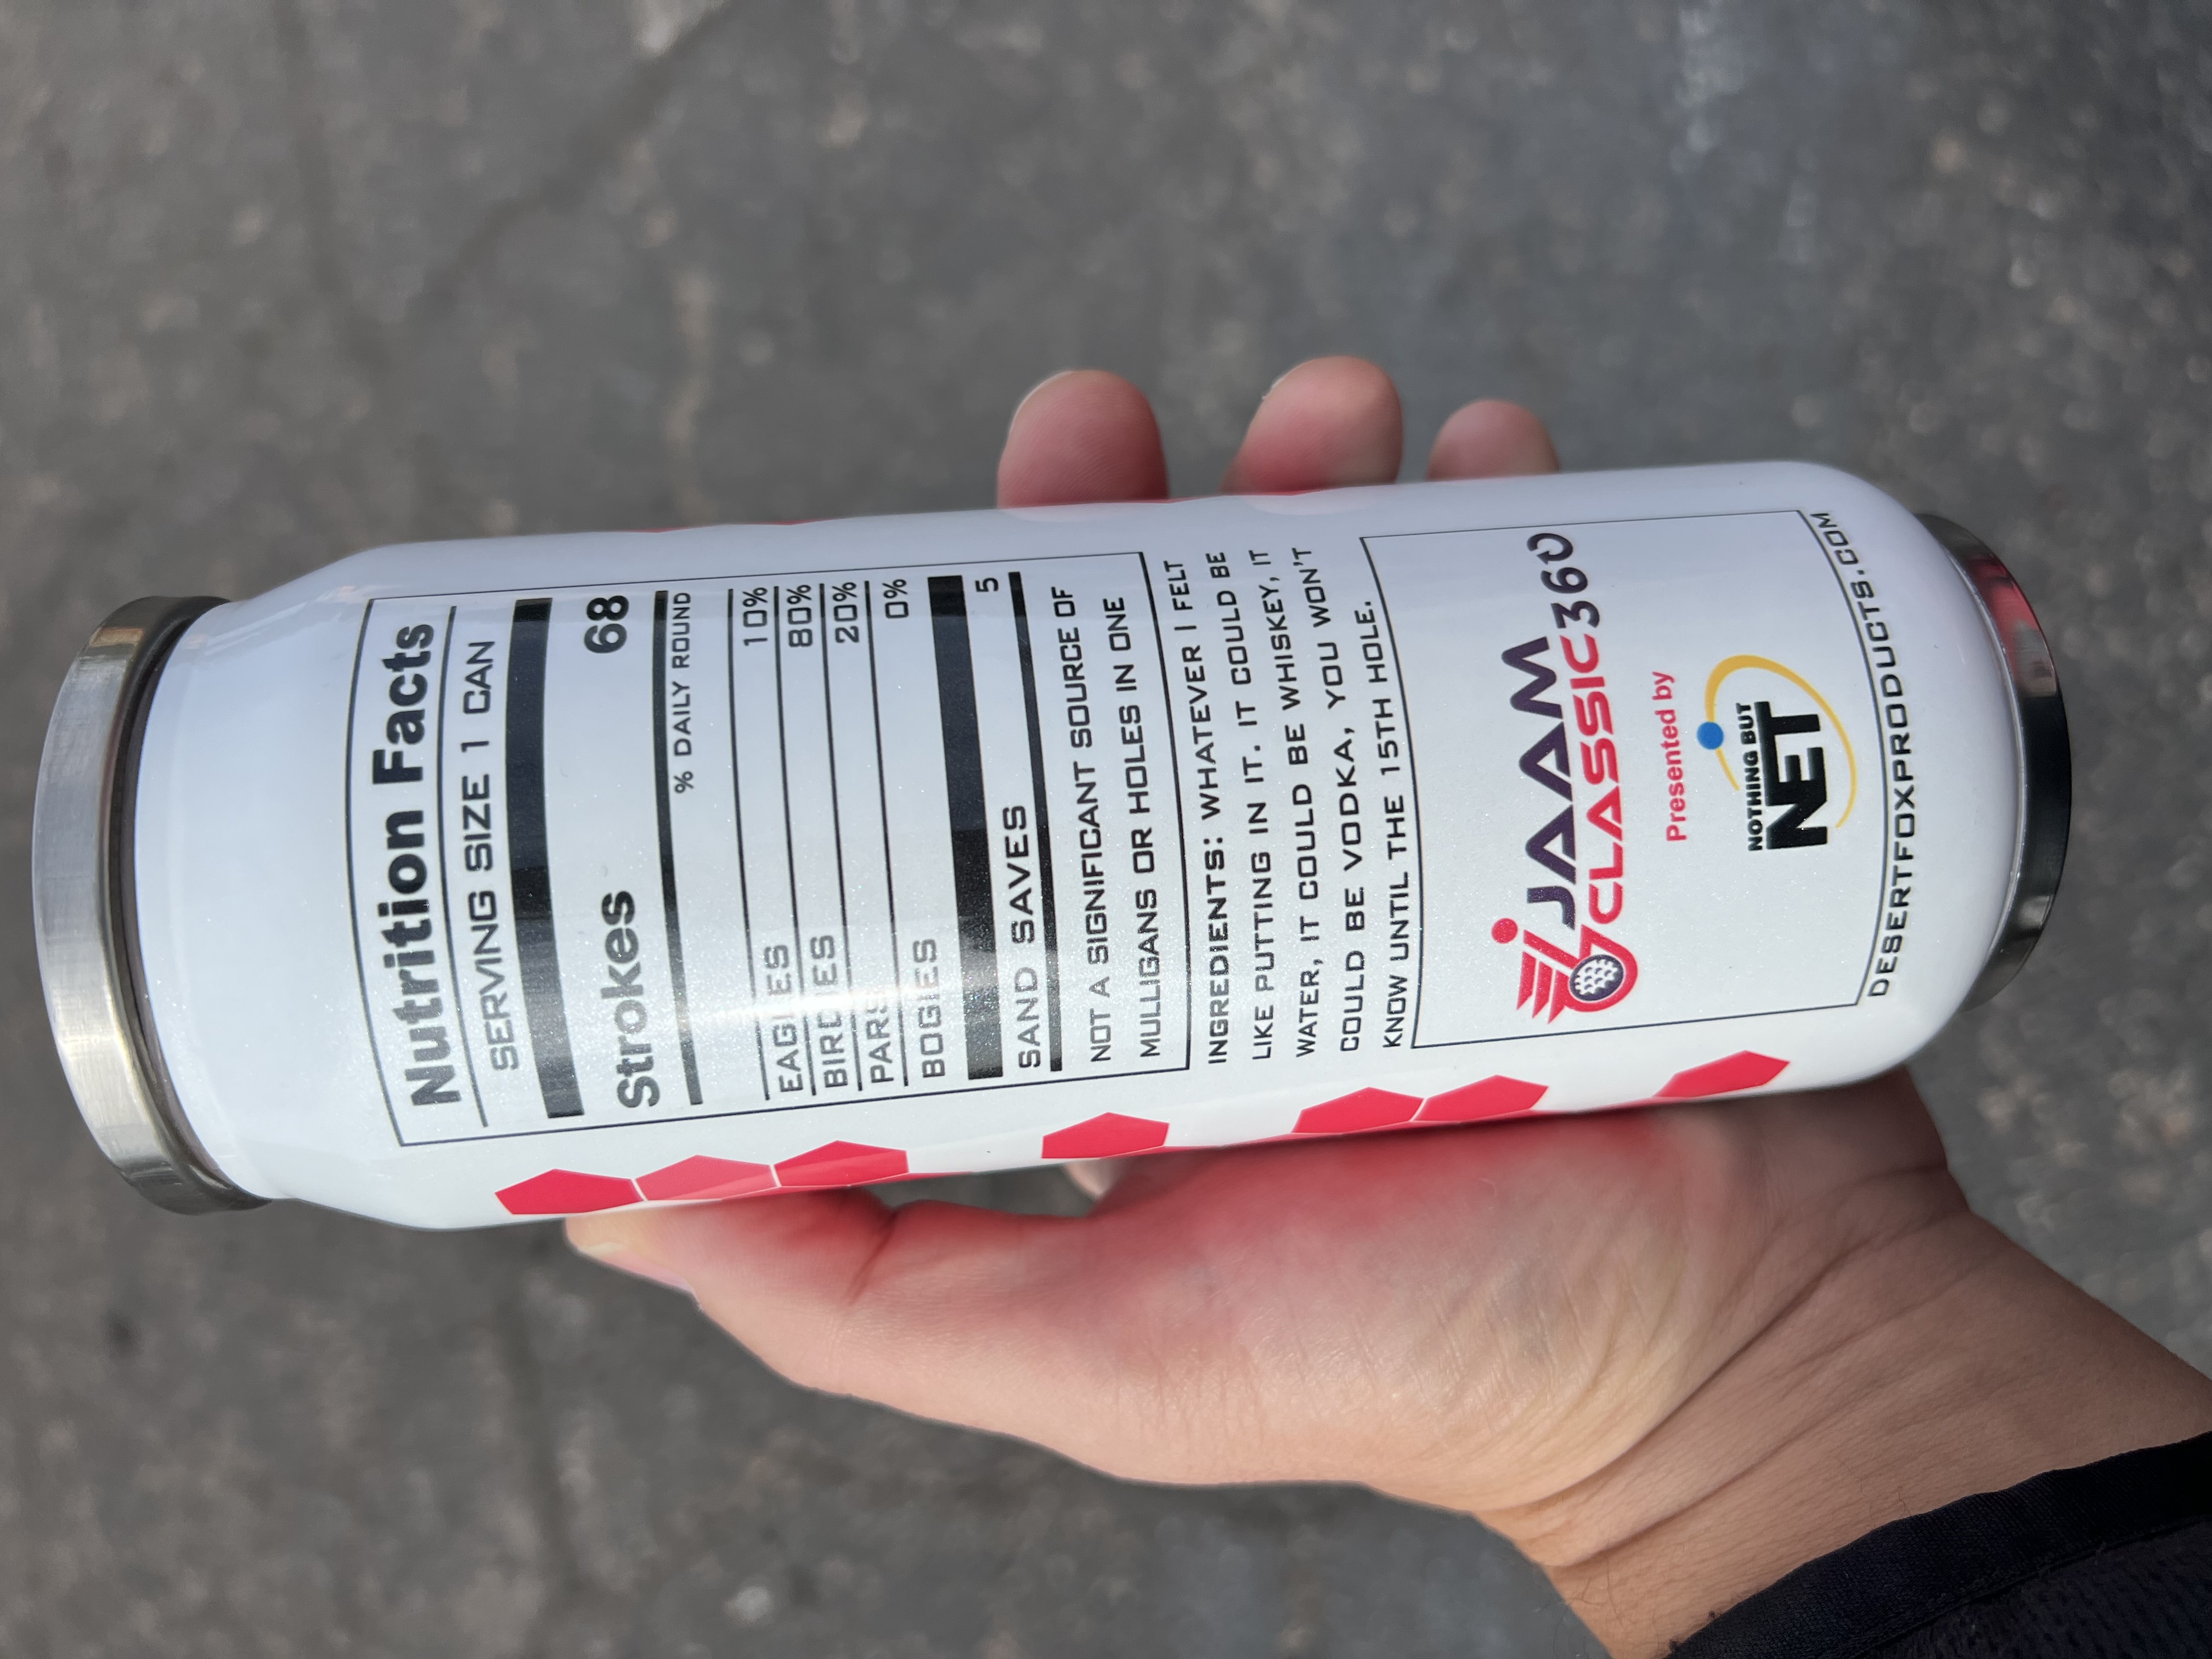 Nutrition Facts
SERVING SIZE 1 CAN
Strokes 68
% DAILY ROUND
EAGLES 10%
BIRDIES 80%
PARS 20%
BOGIES 0%
SAND SAVES 5
NOT A SIGNIFICANT SOURCE OF
MULLIGANS OR HOLES IN ONE
INGREDIENTS: WHATEVER I FELT
LIKE PUTTING IN IT. IT COULD BE
WATER, IT COULD BE WHISKEY, IT
COULD BE VODKA, YOU WON'T
KNOW UNTIL THE 15TH HOLE.
JAAM
CLASSIC360
Presented by
NOTHING BUT
NET
DESERTFOXPRODUCTS.COM